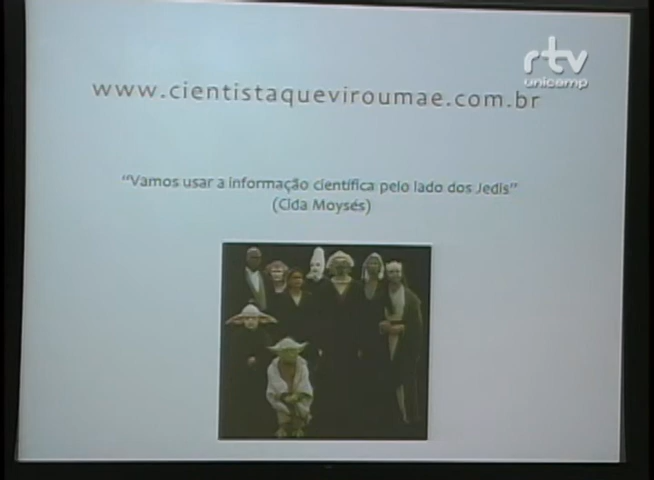 rtv
unicamp
www.cientistaqueviroumae.com.br
"Vamos usar a informação científica pelo lado dos Jedis"
(Cida Moysés)